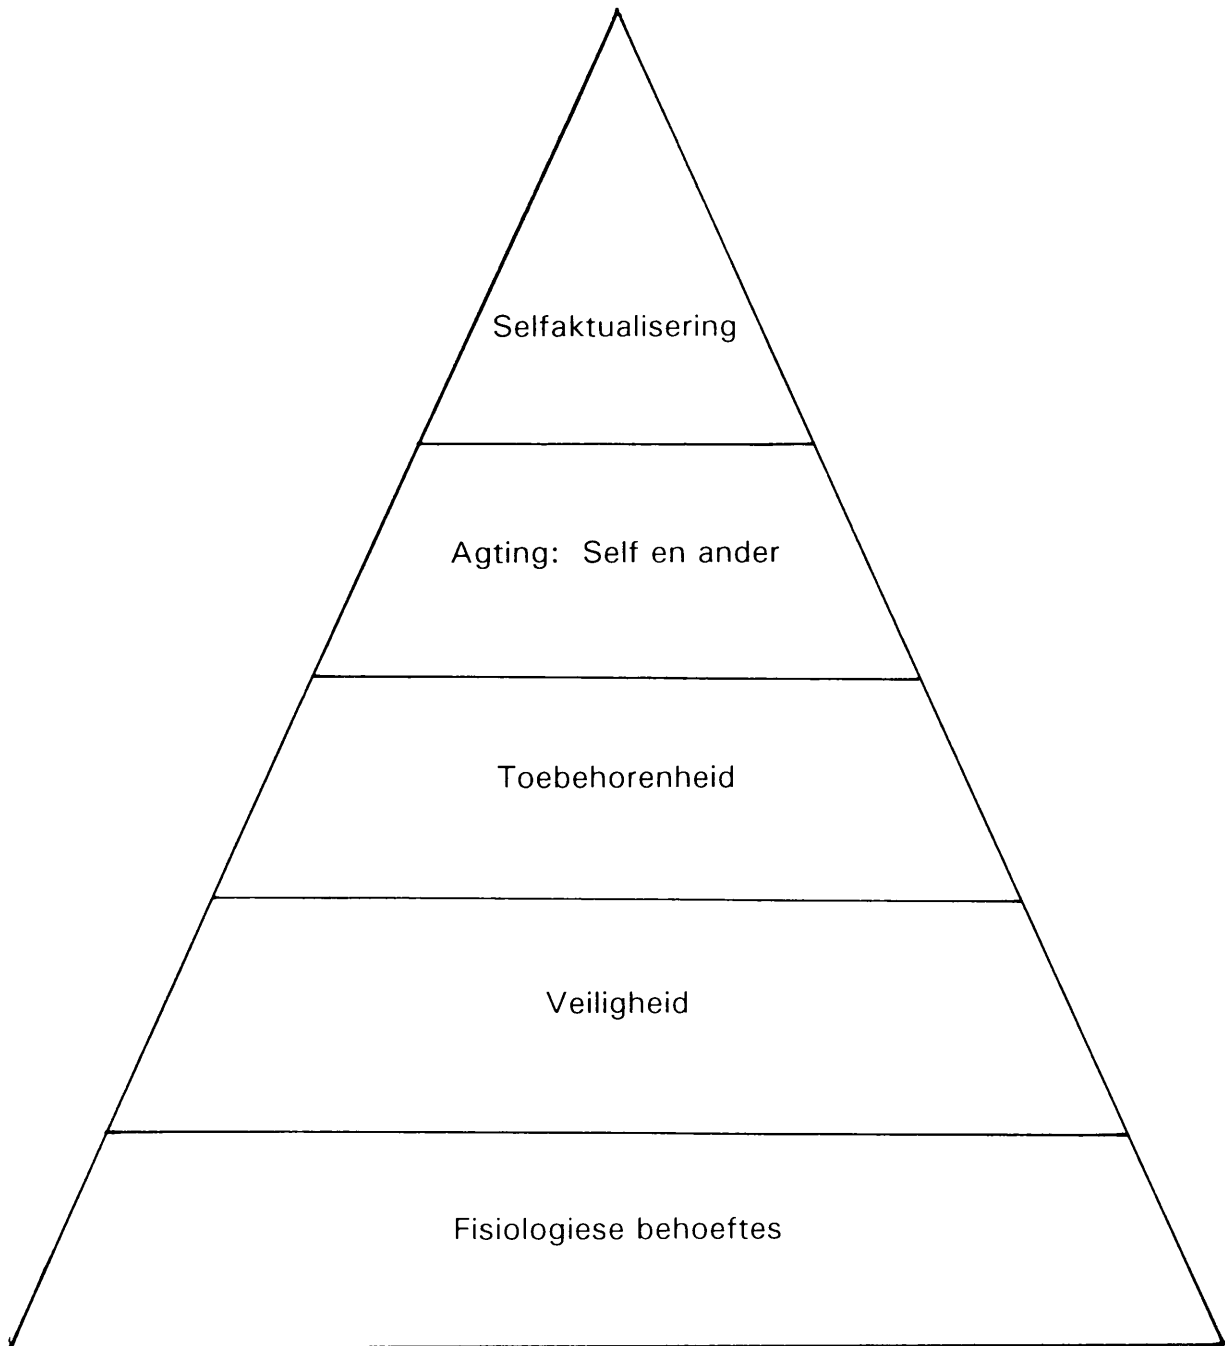 Selfaktualisering
Agting: Self en ander
Toebehorenheid
Veiligheid
Fisiologiese behoeftes